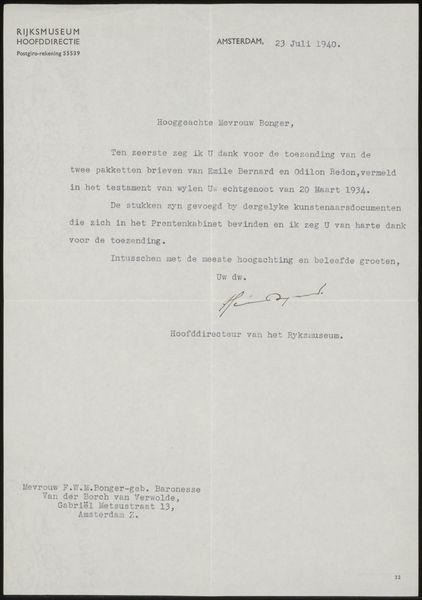 RIJKSMUSEUM
HOOFDDIRECTIE
Postgiro-rekening 55539
AMSTERDAM, 23 Juli 1940.
Hooggeachte Mevrouw Bonger,
Ten zeerste zeg ik U dank voor de toezending van de
twee pakketten brieven van Emile Bernard en Odilon Redon,vermeld
in het testament van wylen Uw echtgenoot van 20 Maart 1934.
De stukken zyn gevoegd by dergelyke kunstenaarsdocumenten
die zich in het Prentenkabinet bevinden en ik zeg U van harte dank
voor de toezending.
Intusschen met de meeste hoogachting en beleefde groeten,
Uw dw.
Hoofddirecteur van het Ryksmuseum.
Mevrouw F.W.M.Bonger-geb. Baronesse
Van der Borch van Verwolde,
Gabriël Metsustraat 13,
Amsterdam Z.